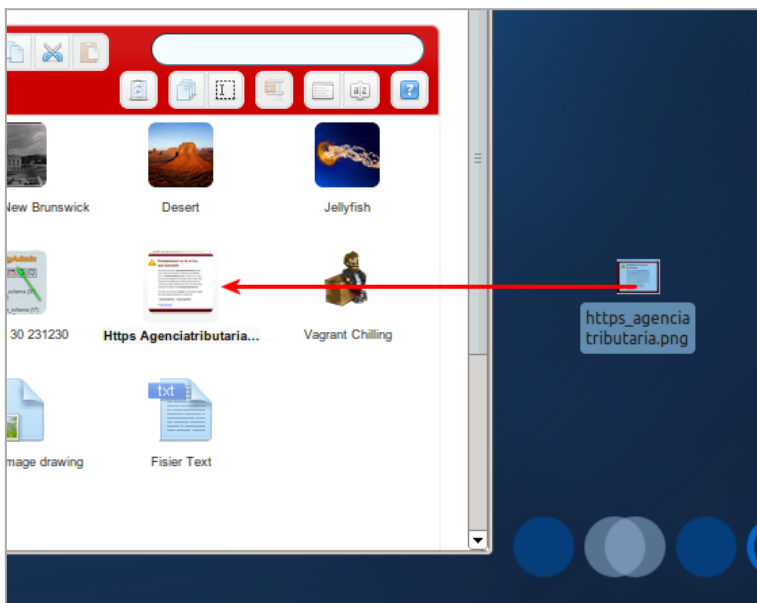 New Brunswick
Desert
Jellyfish
30 231230
Https Agenciatributaria...
Vagrant Chilling
mage drawing
txt
Fisier Text
https_agencia
tributaria.png